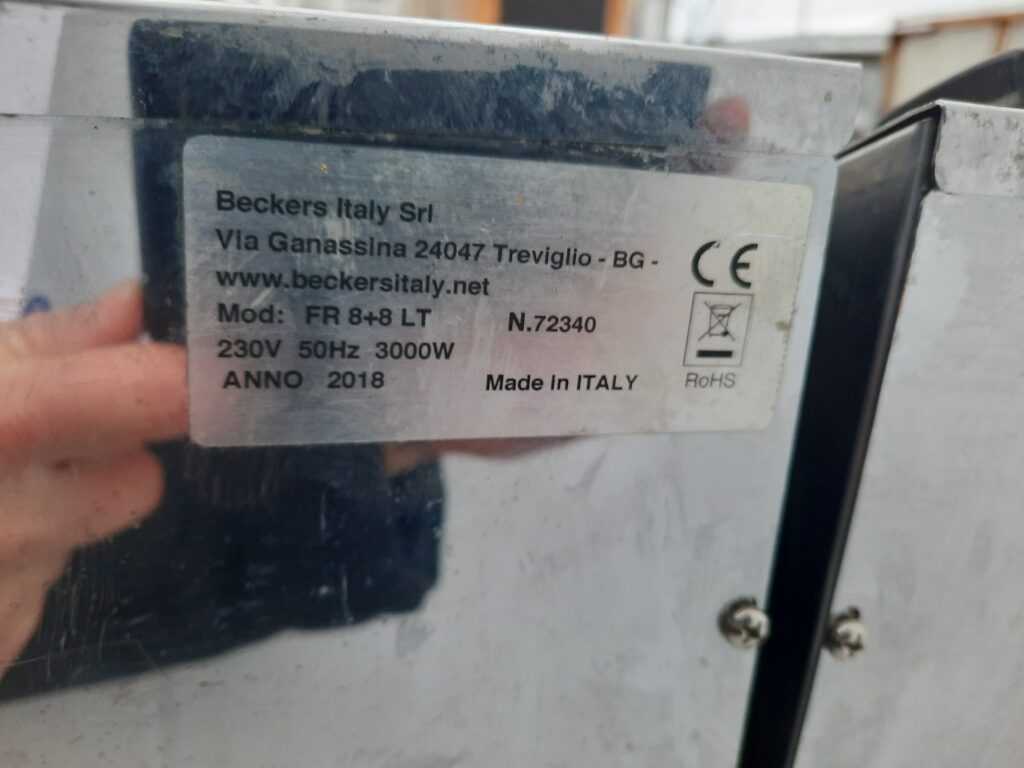 Beckers Italy Srl
Via Ganassina 24047 Treviglio - BG -
www.beckersitaly.net
Mod: FR 8+8 LT N.72340
230V 50Hz 3000W
ANNO 2018 Made in ITALY
CE
RoHS